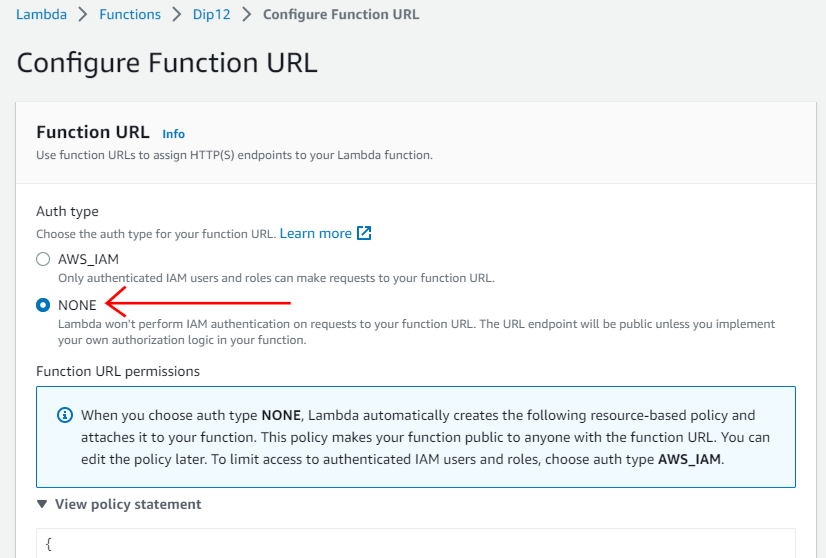 Lambda > Functions > Dip12 > Configure Function URL
Configure Function URL
Function URL Info
Use function URLs to assign HTTP(S) endpoints to your Lambda function.
Auth type
Choose the auth type for your function URL. Learn more
AWS_IAM
Only authenticated IAM users and roles can make requests to your function URL.
NONE
Lambda won't perform IAM authentication on requests to your function URL. The URL endpoint will be public unless you implement
your own authorization logic in your function.
Function URL permissions
When you choose auth type NONE, Lambda automatically creates the following resource-based policy and
attaches it to your function. This policy makes your function public to anyone with the function URL. You can
edit the policy later. To limit access to authenticated IAM users and roles, choose auth type AWS_IAM.
View policy statement
{